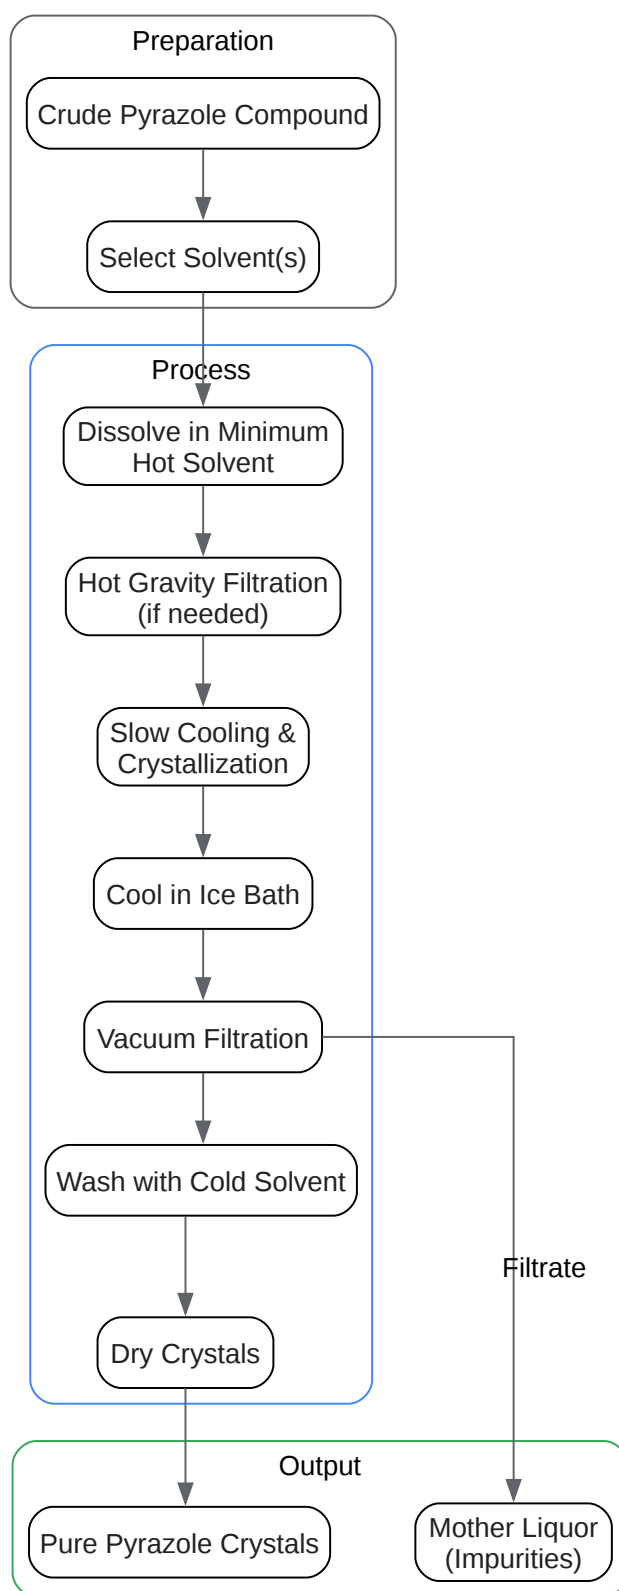 Preparation
Crude Pyrazole Compound
Select Solvent(s)
Process
Dissolve in Minimum
Hot Solvent
Hot Gravity Filtration
(if needed)
Slow Cooling &
Crystallization
Cool in Ice Bath
Vacuum Filtration
Wash with Cold Solvent
Filtrate
Dry Crystals
Output
Pure Pyrazole Crystals
Mother Liquor
(Impurities)